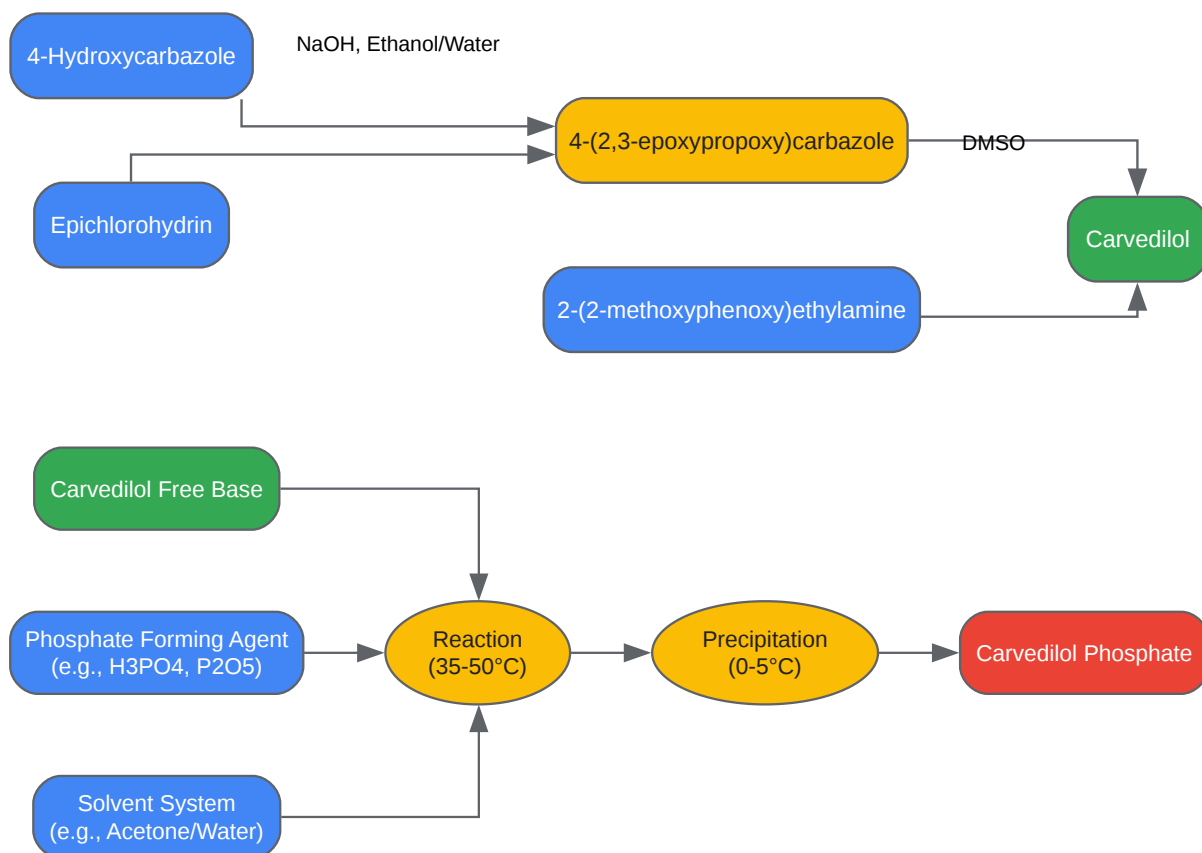 4-Hydroxycarbazole
NaOH, Ethanol/Water
4-(2,3-epoxypropoxy)carbazole
DMSO
Epichlorohydrin
Carvedilol
2-(2-methoxyphenoxy)ethylamine
Carvedilol Free Base
Phosphate Forming Agent
(e.g., H3PO4, P2O5)
Reaction
(35-50°C)
Precipitation
(0-5°C)
Carvedilol Phosphate
Solvent System
(e.g., Acetone/Water)